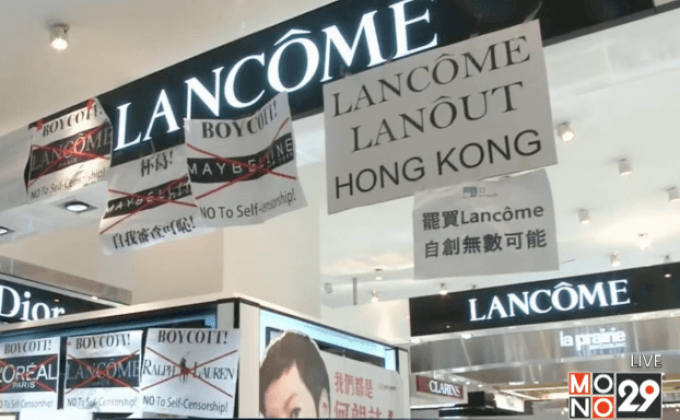 LANCÔME
BOYCOTT!
LANCÔME
NO To Self-Censorship!
杯葛!
MAYBELLINE
自我審查可恥!
BOYCOTT!
MAYBELLINE
NO To Self-Censorship!
LANCÔME
LANÔUT
HONG KONG
罷買Lancôme
自創無數可能
Dior
LANCÔME
la prairie
CLARINS
BOYCOTT!
L'ORÉAL
PARIS
NO To Self-Censorship!
BOYCOTT!
LANCÔME
NO To Self-Censorship!
BOYCOTT!
RALPH LAUREN
NO To Self-Censorship!
我們都是
LIVE
MONO
29